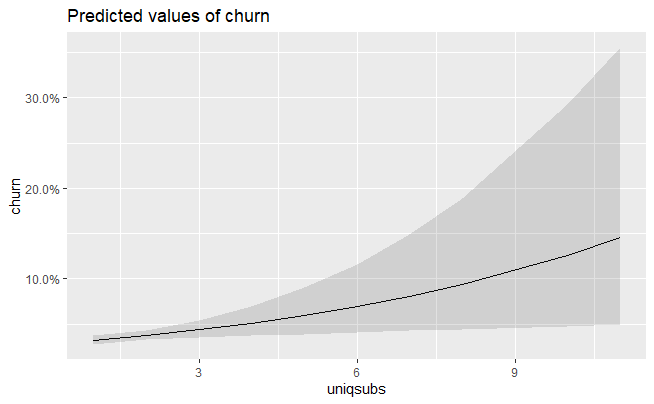 Predicted values of churn
30.0%
20.0%
10.0%
churn
3 6 9
uniqsubs